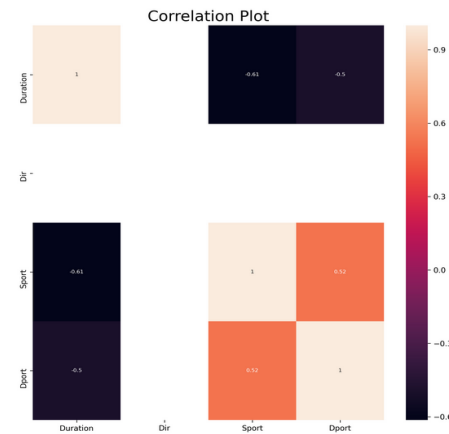 Correlation Plot
Duration
1
-0.61
-0.5
Dir
Sport
-0.61
1
0.52
Dport
-0.5
0.52
1
Duration Dir Sport Dport
0.9
0.6
0.3
0.0